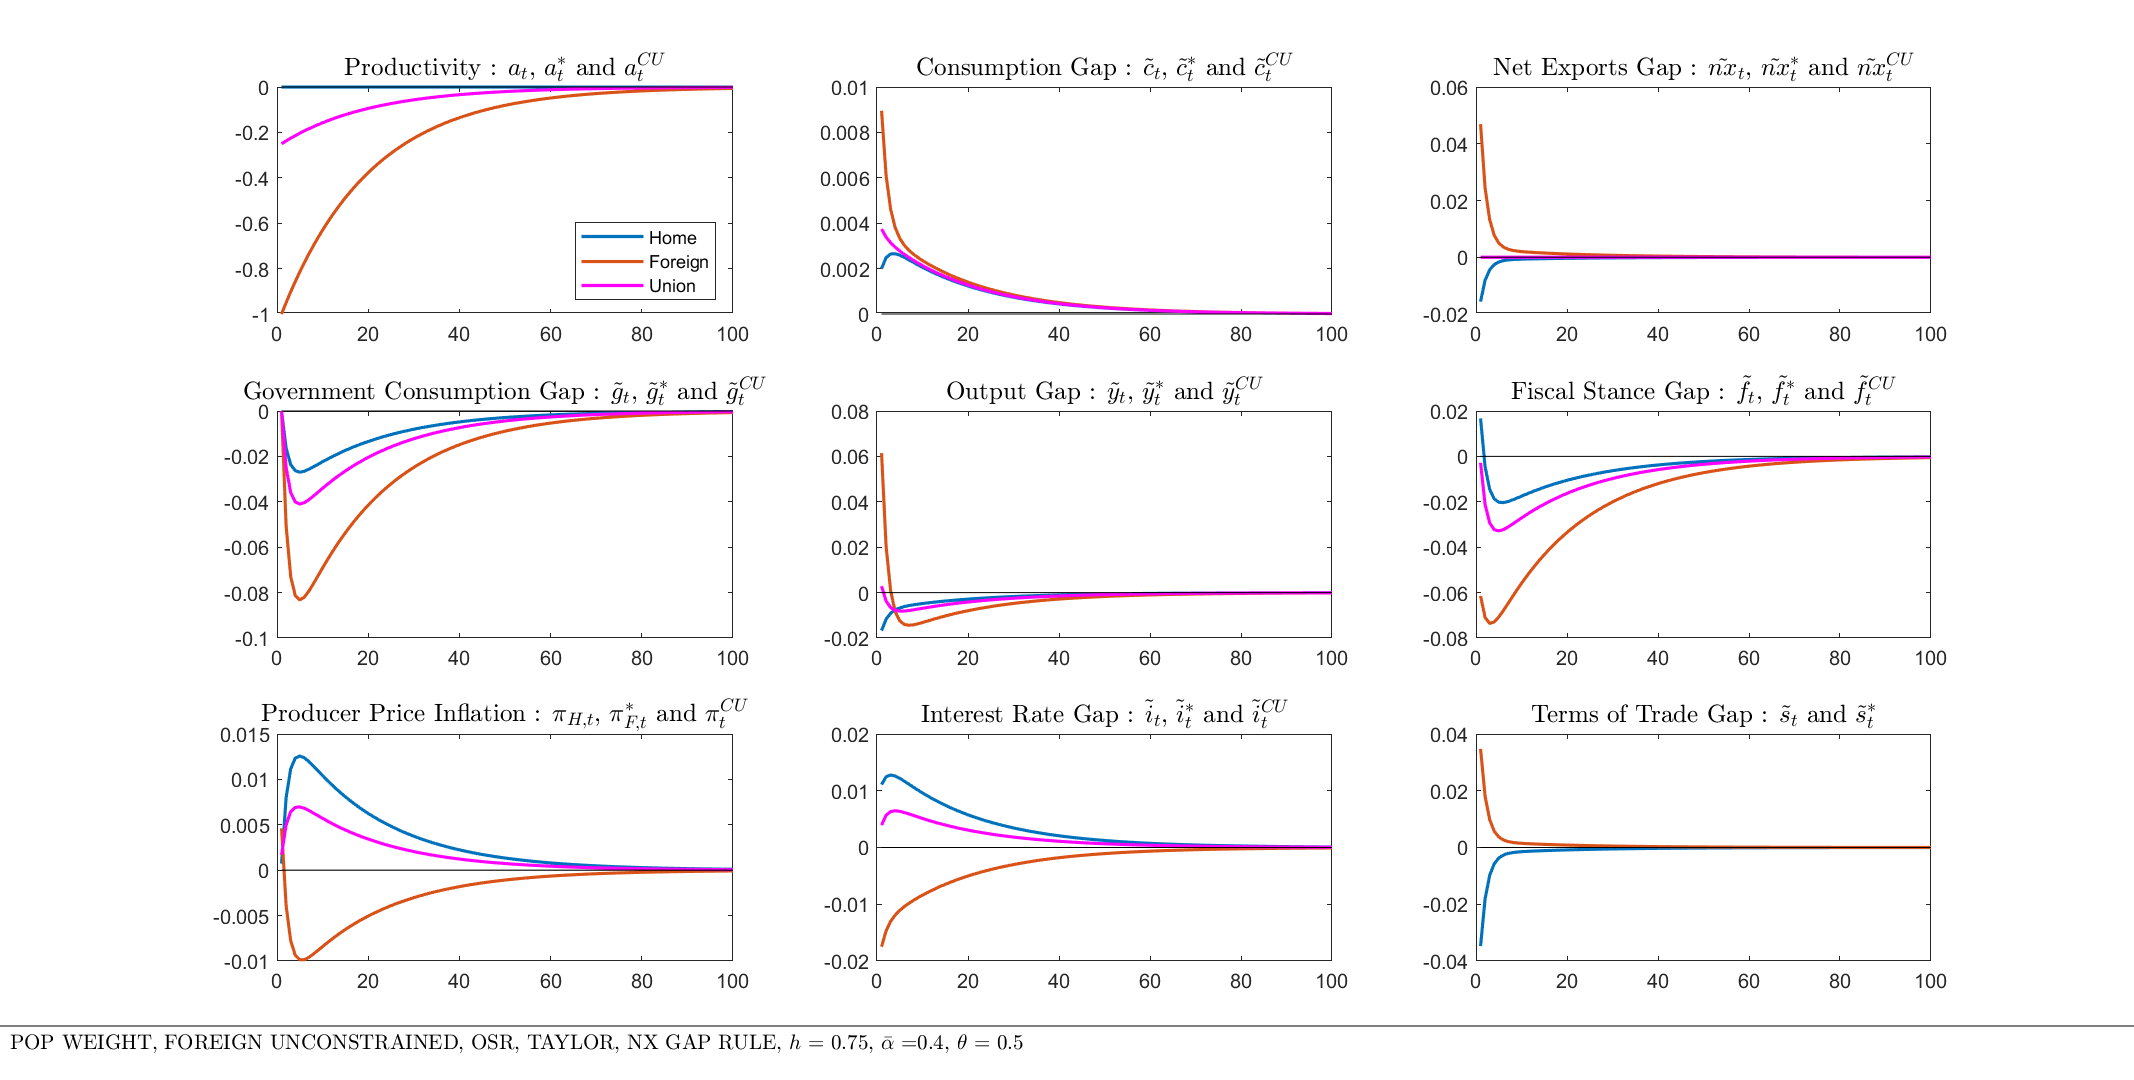 Productivity : a_t, a_t^* and a_t^{CU}
0
-0.2
-0.4
-0.6
-0.8
-1
0 20 40 60 80 100
Home
Foreign
Union
Consumption Gap : c̃_t, c̃_t^* and c̃_t^{CU}
0.01
0.008
0.006
0.004
0.002
0
0 20 40 60 80 100
Net Exports Gap : ñx_t, ñx_t^* and ñx_t^{CU}
0.06
0.04
0.02
0
-0.02
0 20 40 60 80 100
Government Consumption Gap : g̃_t, g̃_t^* and g̃_t^{CU}
0
-0.02
-0.04
-0.06
-0.08
-0.1
0 20 40 60 80 100
Output Gap : ỹ_t, ỹ_t^* and ỹ_t^{CU}
0.08
0.06
0.04
0.02
0
-0.02
0 20 40 60 80 100
Fiscal Stance Gap : f̃_t, f̃_t^* and f̃_t^{CU}
0.02
0
-0.02
-0.04
-0.06
-0.08
0 20 40 60 80 100
Producer Price Inflation : π_{H,t}, π_{F,t}^* and π_t^{CU}
0.015
0.01
0.005
0
-0.005
-0.01
0 20 40 60 80 100
Interest Rate Gap : ĩ_t, ĩ_t^* and ĩ_t^{CU}
0.02
0.01
0
-0.01
-0.02
0 20 40 60 80 100
Terms of Trade Gap : s̃_t and s̃_t^*
0.04
0.02
0
-0.02
-0.04
0 20 40 60 80 100
POP WEIGHT, FOREIGN UNCONSTRAINED, OSR, TAYLOR, NX GAP RULE, h = 0.75, ᾱ =0.4, θ = 0.5